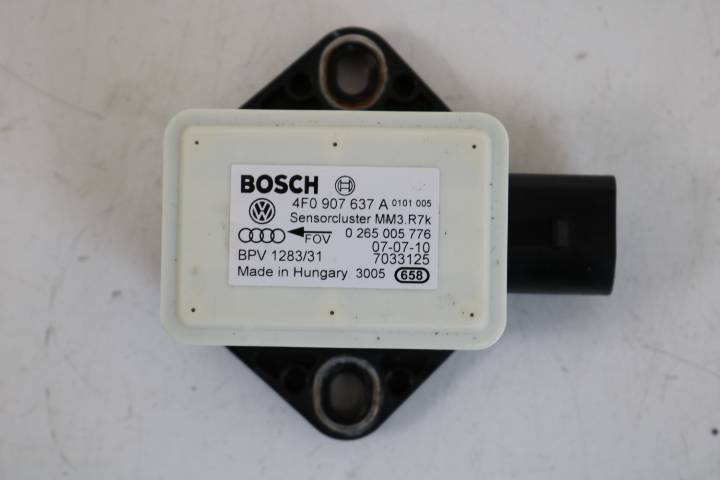 BOSCH
4F0 907 637 A 0101 005
Sensorcluster MM3.R7k
FOV 0 265 005 776
07-07-10
BPV 1283/31 7033125
Made in Hungary 3005 658